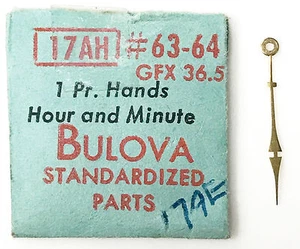 17AH #63-64
GFX 36.5
1 Pr. Hands
Hour and Minute
BULOVA
STANDARDIZED
PARTS
17AE